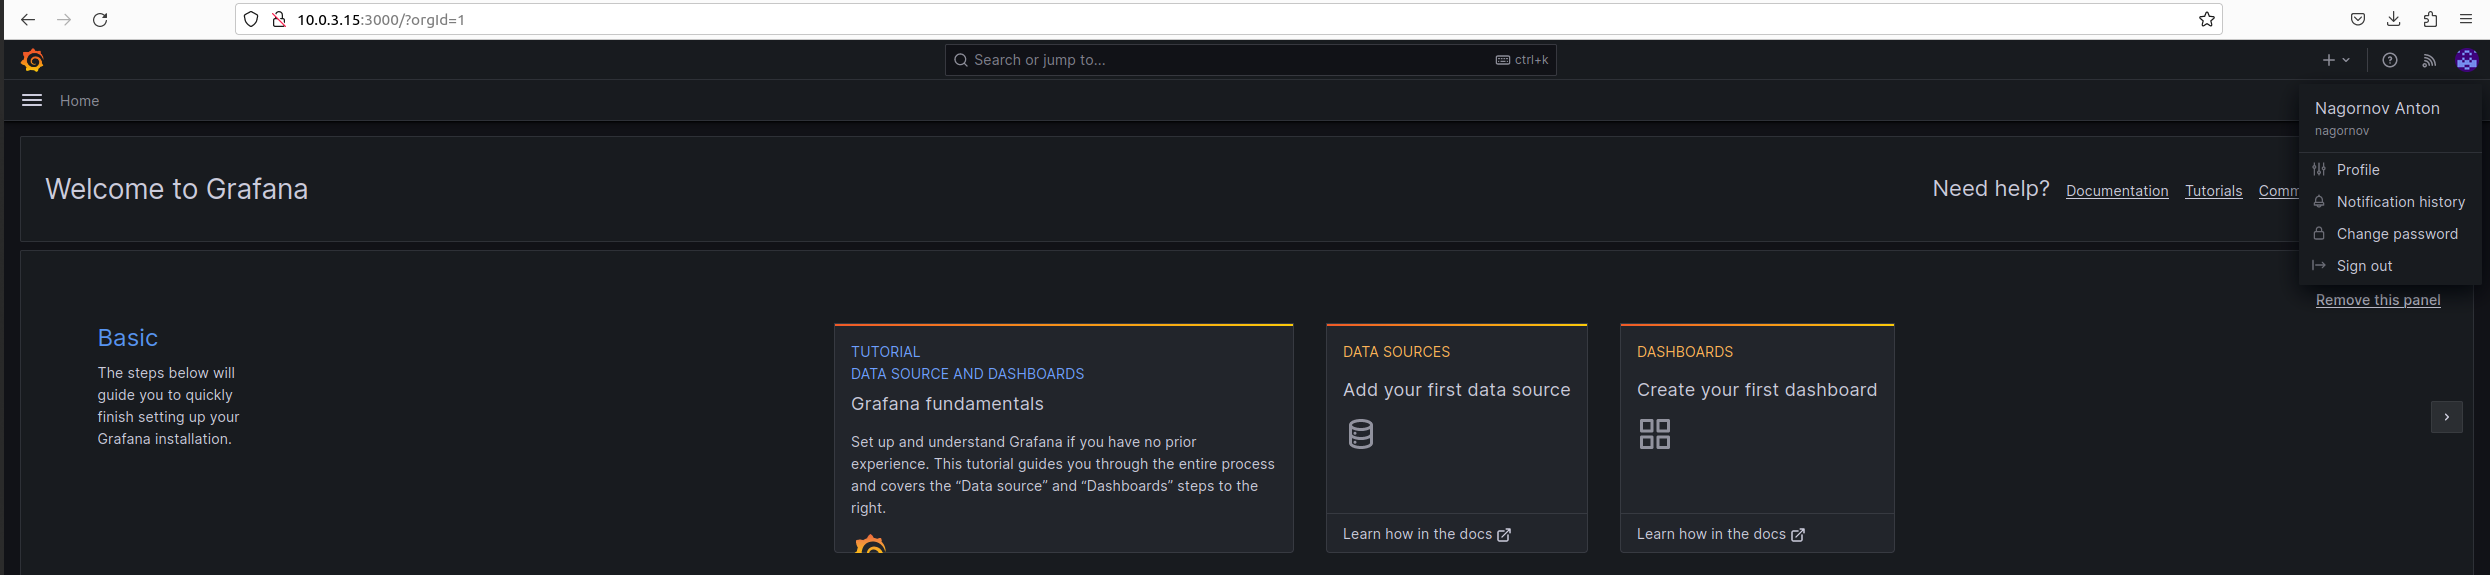 10.0.3.15:3000/?orgId=1
Search or jump to...
ctrl+k
Home
Nagornov Anton
nagornov
Profile
Notification history
Change password
Sign out
Welcome to Grafana
Need help?
Documentation
Tutorials
Comm
Remove this panel
Basic
The steps below will
guide you to quickly
finish setting up your
Grafana installation.
TUTORIAL
DATA SOURCE AND DASHBOARDS
Grafana fundamentals
Set up and understand Grafana if you have no prior
experience. This tutorial guides you through the entire process
and covers the “Data source” and “Dashboards” steps to the
right.
DATA SOURCES
Add your first data source
Learn how in the docs
DASHBOARDS
Create your first dashboard
Learn how in the docs